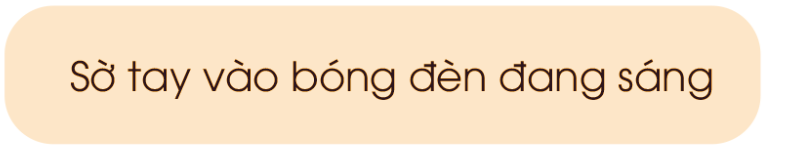 Sờ tay vào bóng đèn đang sáng